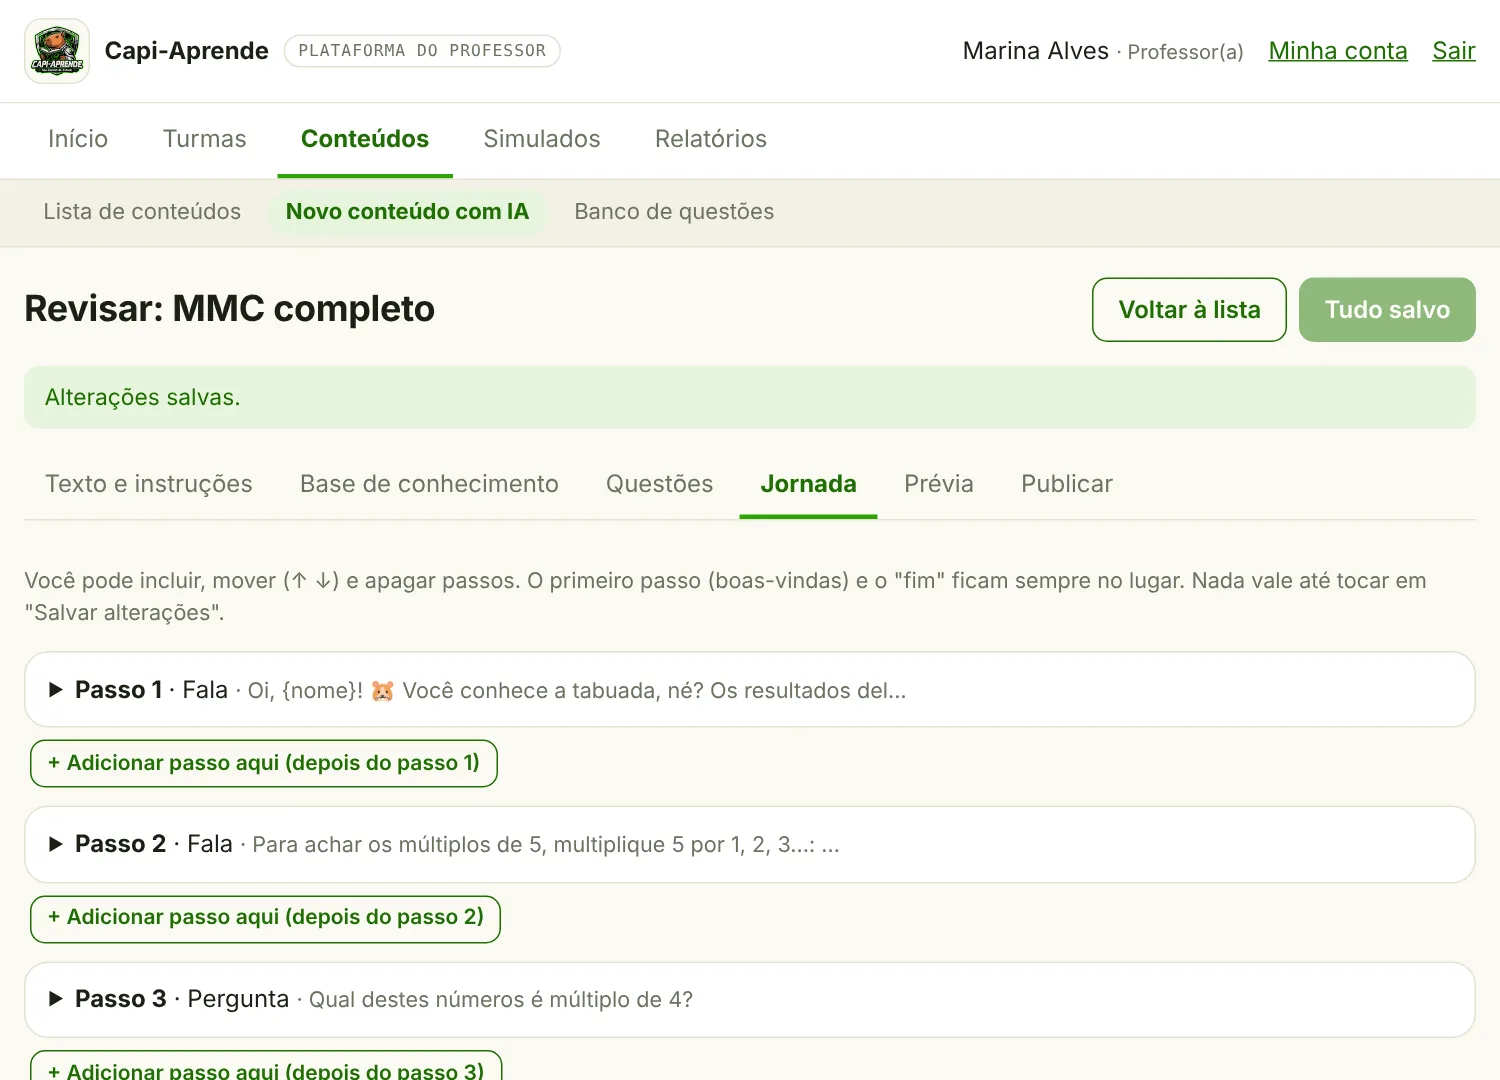 CAPI-APRENDE
Capi-Aprende
PLATAFORMA DO PROFESSOR
Marina Alves · Professor(a)
Minha conta
Sair
Início
Turmas
Conteúdos
Simulados
Relatórios
Lista de conteúdos
Novo conteúdo com IA
Banco de questões
Revisar: MMC completo
Voltar à lista
Tudo salvo
Alterações salvas.
Texto e instruções
Base de conhecimento
Questões
Jornada
Prévia
Publicar
Você pode incluir, mover (↑ ↓) e apagar passos. O primeiro passo (boas-vindas) e o "fim" ficam sempre no lugar. Nada vale até tocar em
"Salvar alterações".
▶ Passo 1 · Fala · Oi, {nome}! 🐹 Você conhece a tabuada, né? Os resultados del...
+ Adicionar passo aqui (depois do passo 1)
▶ Passo 2 · Fala · Para achar os múltiplos de 5, multiplique 5 por 1, 2, 3...: ...
+ Adicionar passo aqui (depois do passo 2)
▶ Passo 3 · Pergunta · Qual destes números é múltiplo de 4?
+ Adicionar passo aqui (depois do passo 3)